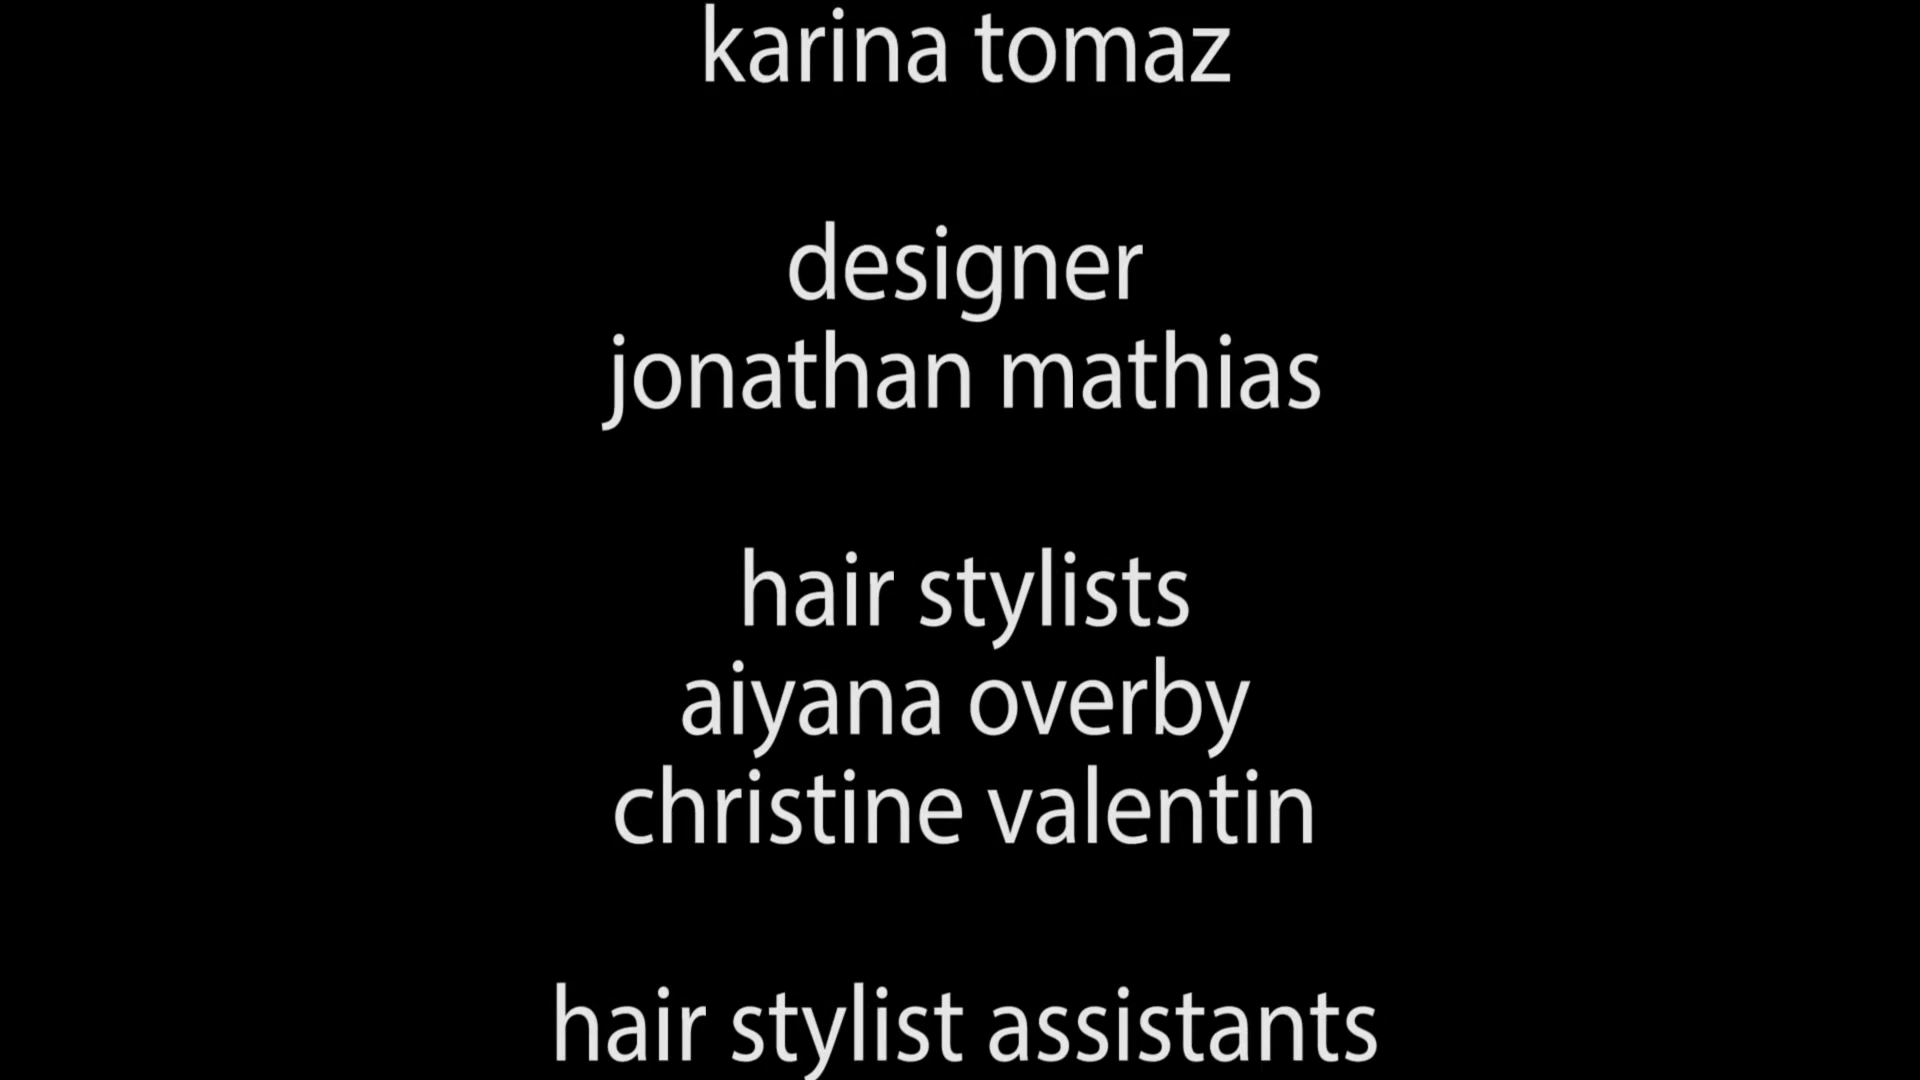 karina tomaz
designer
jonathan mathias
hair stylists
aiyana overby
christine valentin
hair stylist assistants